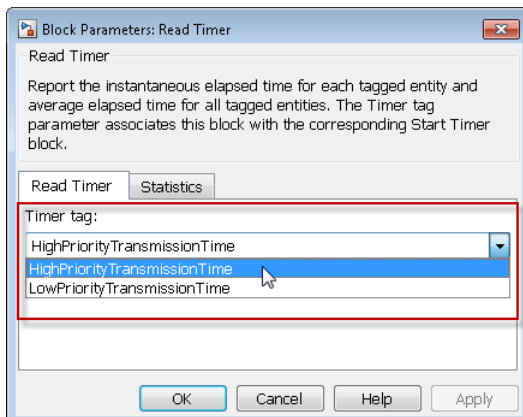 Block Parameters: Read Timer
Read Timer
Report the instantaneous elapsed time for each tagged entity and
average elapsed time for all tagged entities. The Timer tag
parameter associates this block with the corresponding Start Timer
block.
Read Timer Statistics
Timer tag:
HighPriorityTransmissionTime
HighPriorityTransmissionTime
LowPriorityTransmissionTime
OK Cancel Help Apply